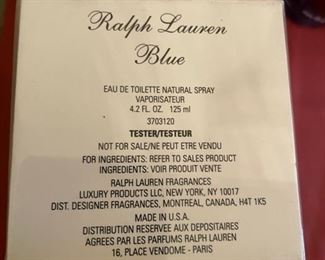 Ralph Lauren
Blue
EAU DE TOILETTE NATURAL SPRAY
VAPORISATEUR
4.2 FL. OZ. 125 ml
3703120
TESTER/TESTEUR
NOT FOR SALE/NE PEUT ETRE VENDU
FOR INGREDIENTS: REFER TO SALES PRODUCT
INGREDIENTS: VOIR PRODUIT VENTE
RALPH LAUREN FRAGRANCES
LUXURY PRODUCTS LLC, NEW YORK, NY 10017
DIST. DESIGNER FRAGRANCES, MONTREAL, CANADA, H4T 1K5
MADE IN U.S.A.
DISTRIBUTION RESERVEE AUX DEPOSITAIRES
AGREES PAR LES PARFUMS RALPH LAUREN
16, PLACE VENDOME - PARIS